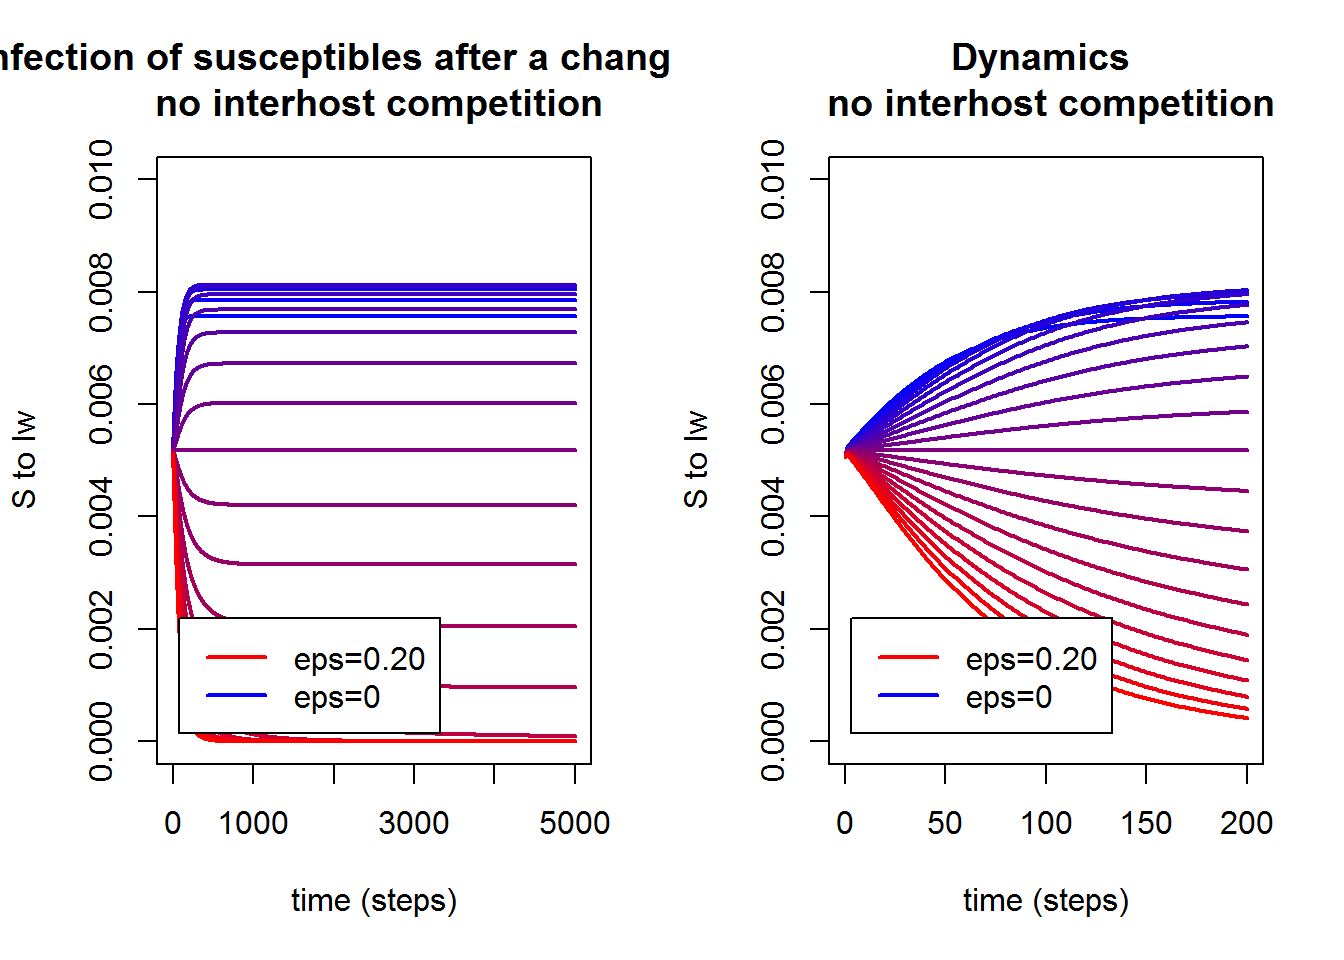 nfection of susceptibles after a chang
no interhost competition
Dynamics
no interhost competition
S to Iw
0.010
0.008
0.006
0.004
0.002
0.000
eps=0.20
eps=0
0 1000 3000 5000
time (steps)
S to Iw
0.010
0.008
0.006
0.004
0.002
0.000
eps=0.20
eps=0
0 50 100 150 200
time (steps)